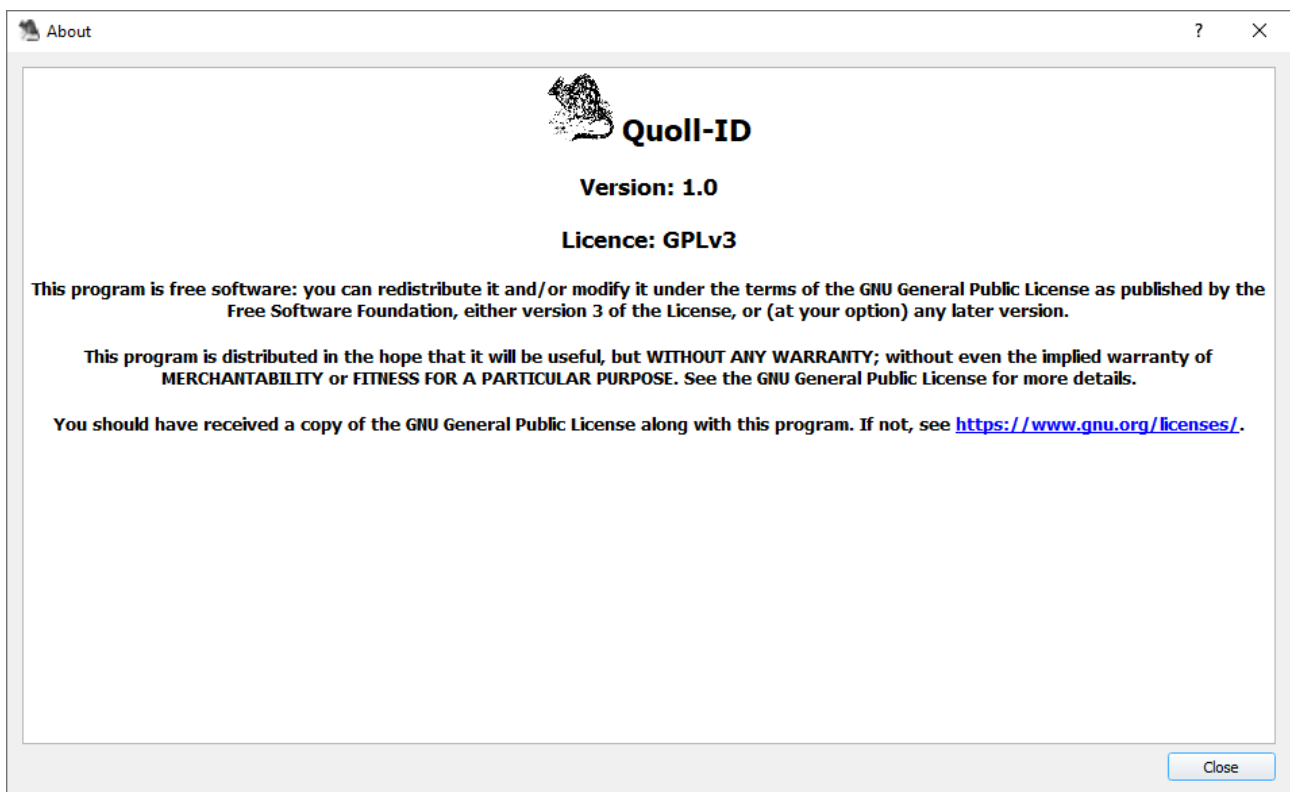 About
Quoll-ID
Version: 1.0
Licence: GPLv3
This program is free software: you can redistribute it and/or modify it under the terms of the GNU General Public License as published by the
Free Software Foundation, either version 3 of the License, or (at your option) any later version.
This program is distributed in the hope that it will be useful, but WITHOUT ANY WARRANTY; without even the implied warranty of
MERCHANTABILITY or FITNESS FOR A PARTICULAR PURPOSE. See the GNU General Public License for more details.
You should have received a copy of the GNU General Public License along with this program. If not, see https://www.gnu.org/licenses/.
Close